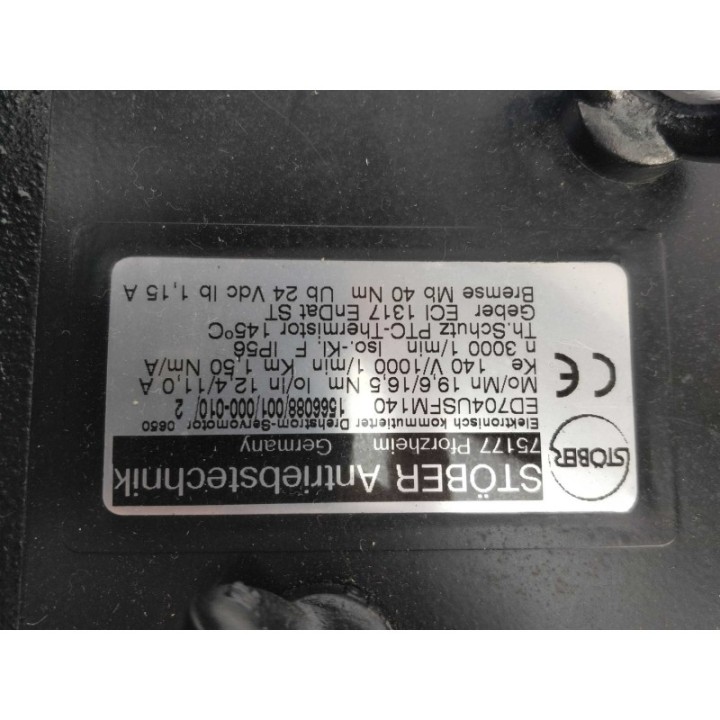 STÖBER
STÖBER Antriebstechnik
75177 Pforzheim Germany
Elektronisch kommutierter Drehstrom-Servomotor 0650
ED704USFM140 1566088/001/000-010/ 2
Mo/Mn 19,6/16,5 Nm Io/In 12,4/11,0 A
Ke 140 V/1000 1/min Km 1,50 Nm/A
n 3000 1/min Iso.-Kl. F IP56
Th.Schutz PTC-Thermistor 145°C
Geber ECI 1317 EnDat ST
Bremse Mb 40 Nm Ub 24 Vdc Ib 1,15 A
CE